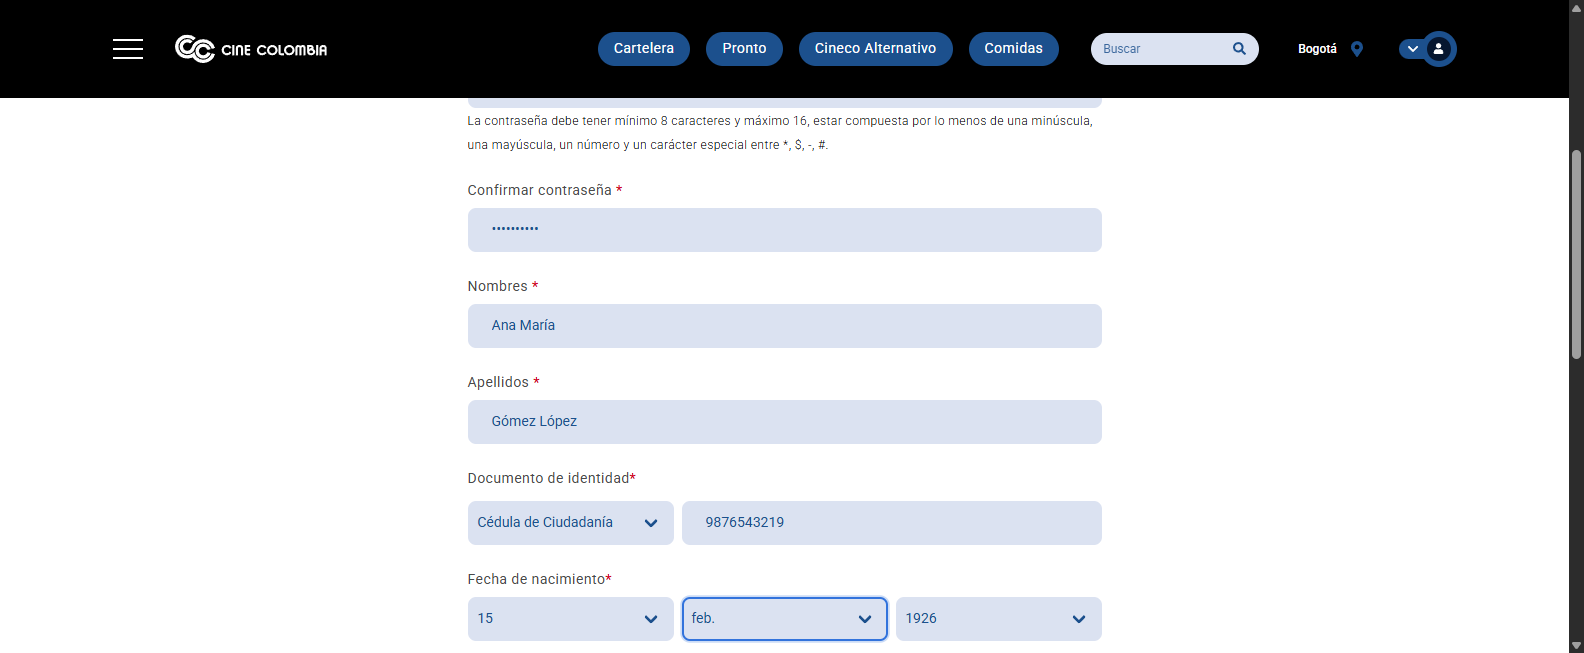 CINE COLOMBIA
Cartelera
Pronto
Cineco Alternativo
Comidas
Buscar
Bogotá
La contraseña debe tener mínimo 8 caracteres y máximo 16, estar compuesta por lo menos de una minúscula,
una mayúscula, un número y un carácter especial entre *, $, -, #.
Confirmar contraseña *
••••••••••
Nombres *
Ana María
Apellidos *
Gómez López
Documento de identidad*
Cédula de Ciudadanía
9876543219
Fecha de nacimiento*
15
feb.
1926